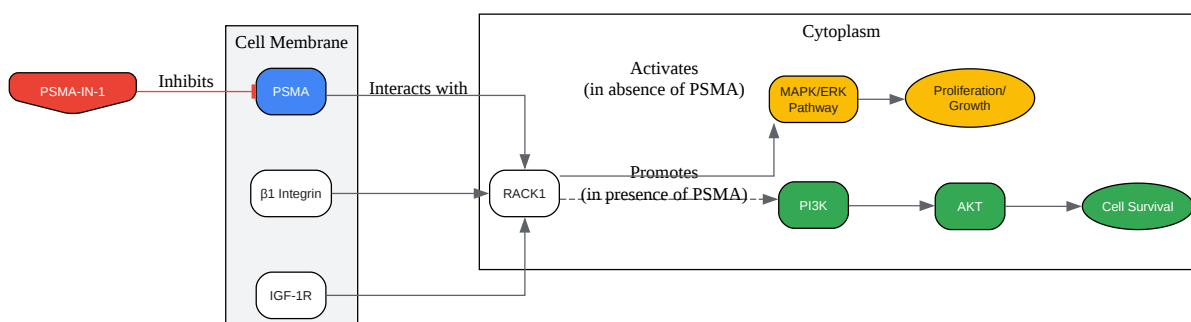 Cell Membrane
Cytoplasm
PSMA-IN-1
Inhibits
PSMA
Interacts with
Activates
(in absence of PSMA)
MAPK/ERK
Pathway
Proliferation/
Growth
β1 Integrin
RACK1
Promotes
(in presence of PSMA)
PI3K
AKT
Cell Survival
IGF-1R